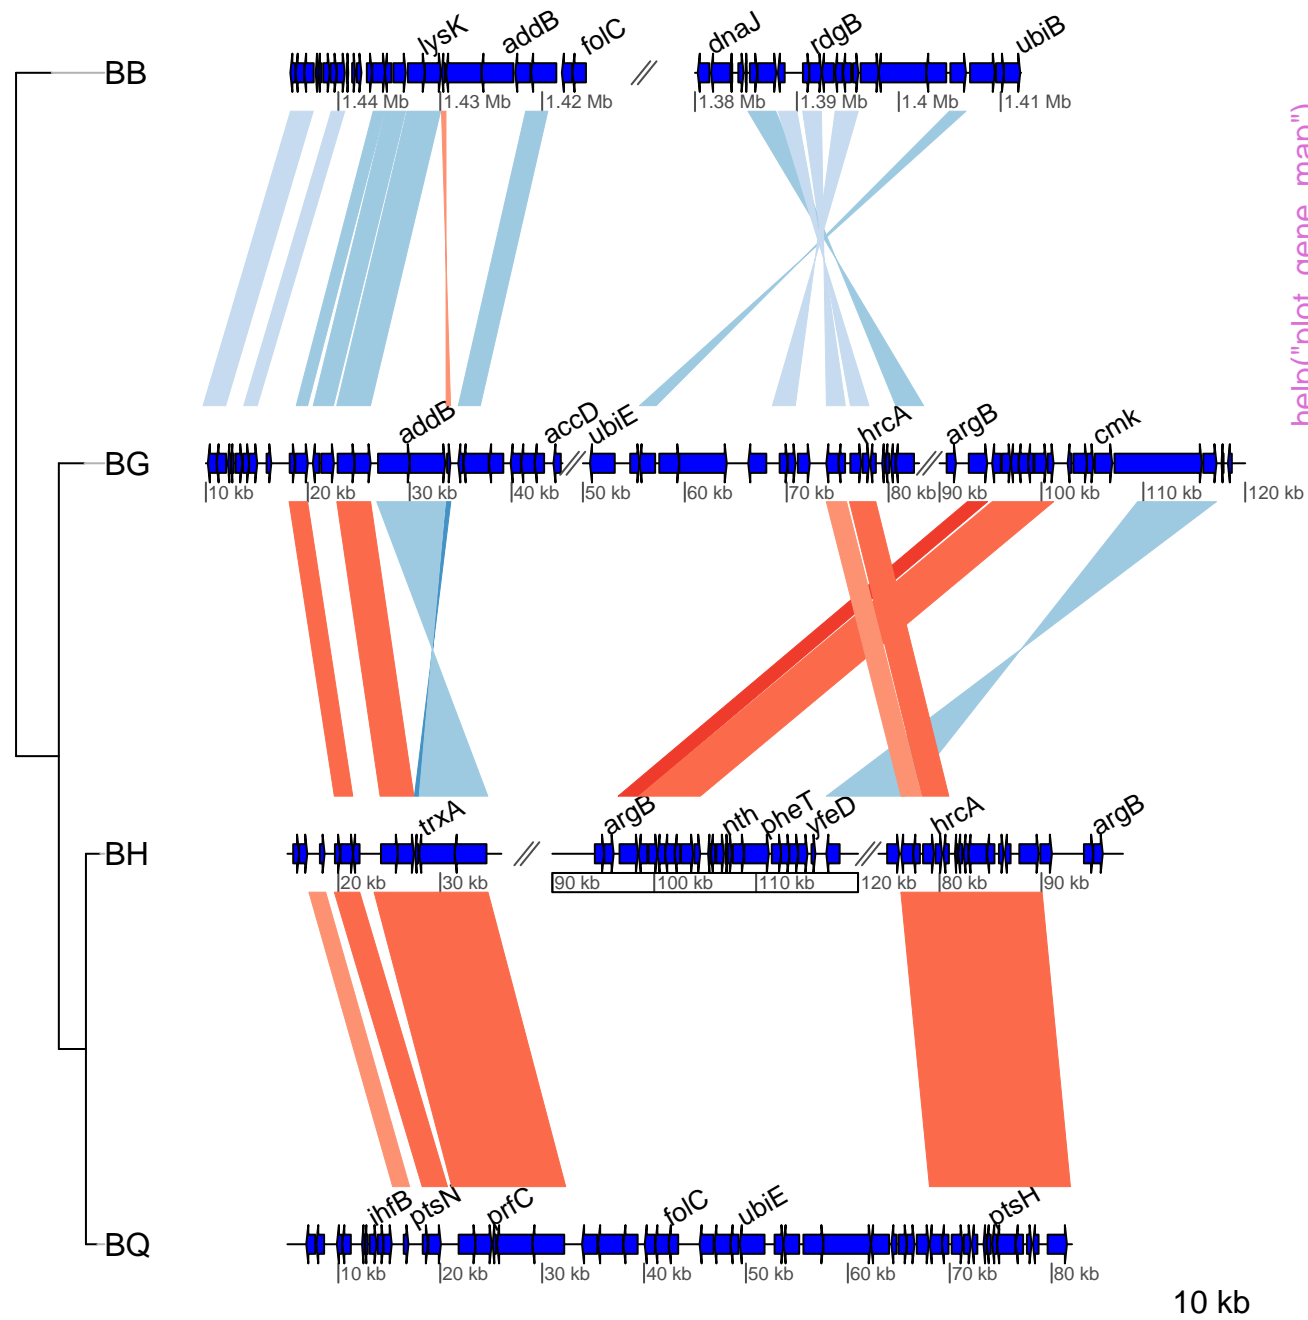 lysK addB folC dnaJ rdgB ubiB
BB
1.44 Mb 1.43 Mb 1.42 Mb 1.38 Mb 1.39 Mb 1.4 Mb 1.41 Mb
help("plot_gene_map")
addB accD ubiE hrcA argB cmk
BG
10 kb 20 kb 30 kb 40 kb 50 kb 60 kb 70 kb 80 kb 90 kb 100 kb 110 kb 120 kb
trxA argB nth pheT yfeD hrcA argB
BH
20 kb 30 kb 90 kb 100 kb 110 kb 120 kb 80 kb 90 kb
ihfB ptsN prfC folC ubiE ptsH
BQ
10 kb 20 kb 30 kb 40 kb 50 kb 60 kb 70 kb 80 kb
10 kb